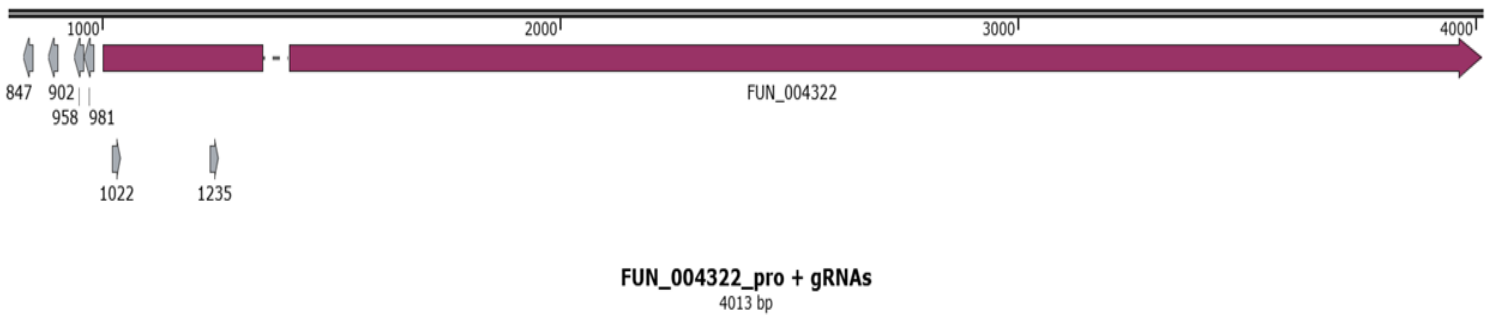 1000 2000 3000 4000
847 902 FUN_004322
958 981
1022 1235
FUN_004322_pro + gRNAs
4013 bp